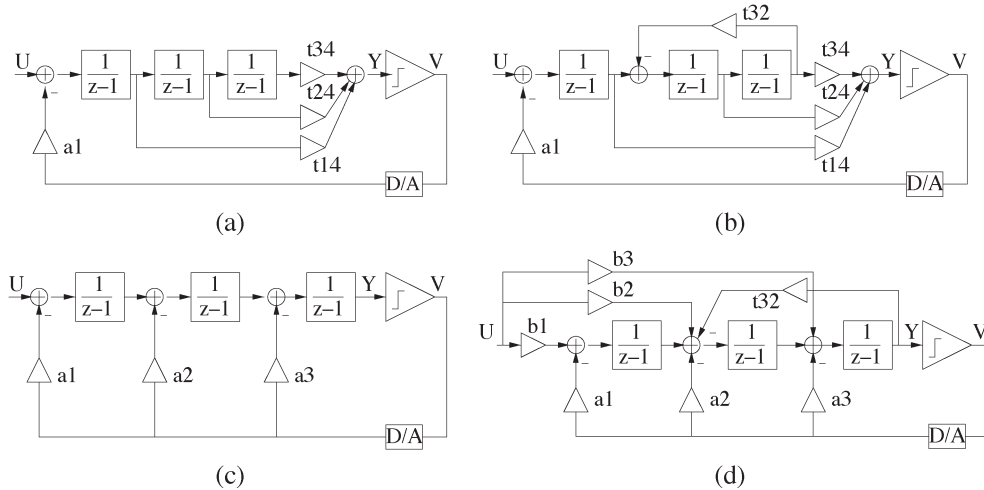 t34
U 1 1 1 Y V
z−1 z−1 z−1 t24
−
a1 t14
D/A
(a)
t32
t34
U 1 1 1 Y V
− z−1 z−1 z−1 t24
−
a1 t14
D/A
(b)
U 1 1 1 Y V
z−1 z−1 z−1
− − −
a1 a2 a3
D/A
(c)
b3
b2 t32
U b1 1 − 1 1 Y V
z−1 z−1 z−1
− − −
a1 a2 a3
D/A
(d)